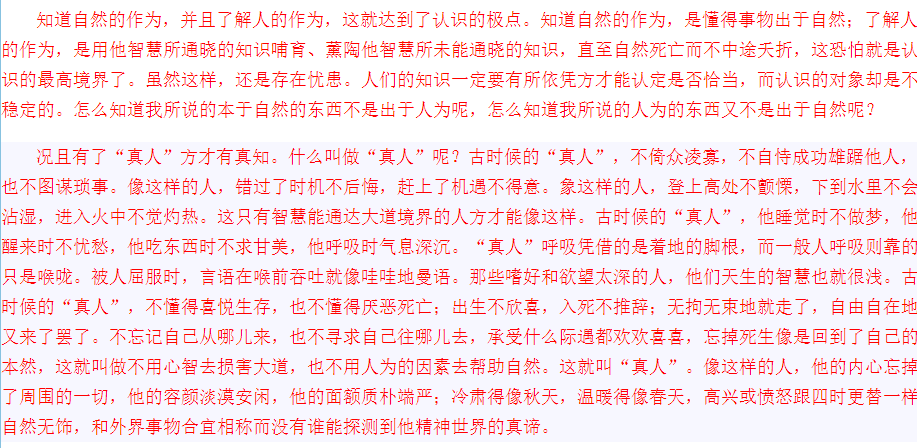 知道自然的作为，并且了解人的作为，这就达到了认识的极点。知道自然的作为，是懂得事物出于自然；了解人
的作为，是用他智慧所通晓的知识哺育、薰陶他智慧所未能通晓的知识，直至自然死亡而不中途夭折，这恐怕就是认
识的最高境界了。虽然这样，还是存在忧患。人们的知识一定要有所依凭方才能认定是否恰当，而认识的对象却是不
稳定的。怎么知道我所说的本于自然的东西不是出于人为呢，怎么知道我所说的人为的东西又不是出于自然呢？
况且有了“真人”方才有真知。什么叫做“真人”呢？古时候的“真人”，不倚众凌寡，不自恃成功雄踞他人，
也不图谋琐事。像这样的人，错过了时机不后悔，赶上了机遇不得意。象这样的人，登上高处不颤慄，下到水里不会
沾湿，进入火中不觉灼热。这只有智慧能通达大道境界的人方才能像这样。古时候的“真人”，他睡觉时不做梦，他
醒来时不忧愁，他吃东西时不求甘美，他呼吸时气息深沉。“真人”呼吸凭借的是着地的脚根，而一般人呼吸则靠的
只是喉咙。被人屈服时，言语在喉前吞吐就像哇哇地曼语。那些嗜好和欲望太深的人，他们天生的智慧也就很浅。古
时候的“真人”，不懂得喜悦生存，也不懂得厌恶死亡；出生不欣喜，入死不推辞；无拘无束地就走了，自由自在地
又来了罢了。不忘记自己从哪儿来，也不寻求自己往哪儿去，承受什么际遇都欢欢喜喜，忘掉死生像是回到了自己的
本然，这就叫做不用心智去损害大道，也不用人为的因素去帮助自然。这就叫“真人”。像这样的人，他的内心忘掉
了周围的一切，他的容颜淡漠安闲，他的面额质朴端严；冷肃得像秋天，温暖得像春天，高兴或愤怒跟四时更替一样
自然无饰，和外界事物合宜相称而没有谁能探测到他精神世界的真谛。